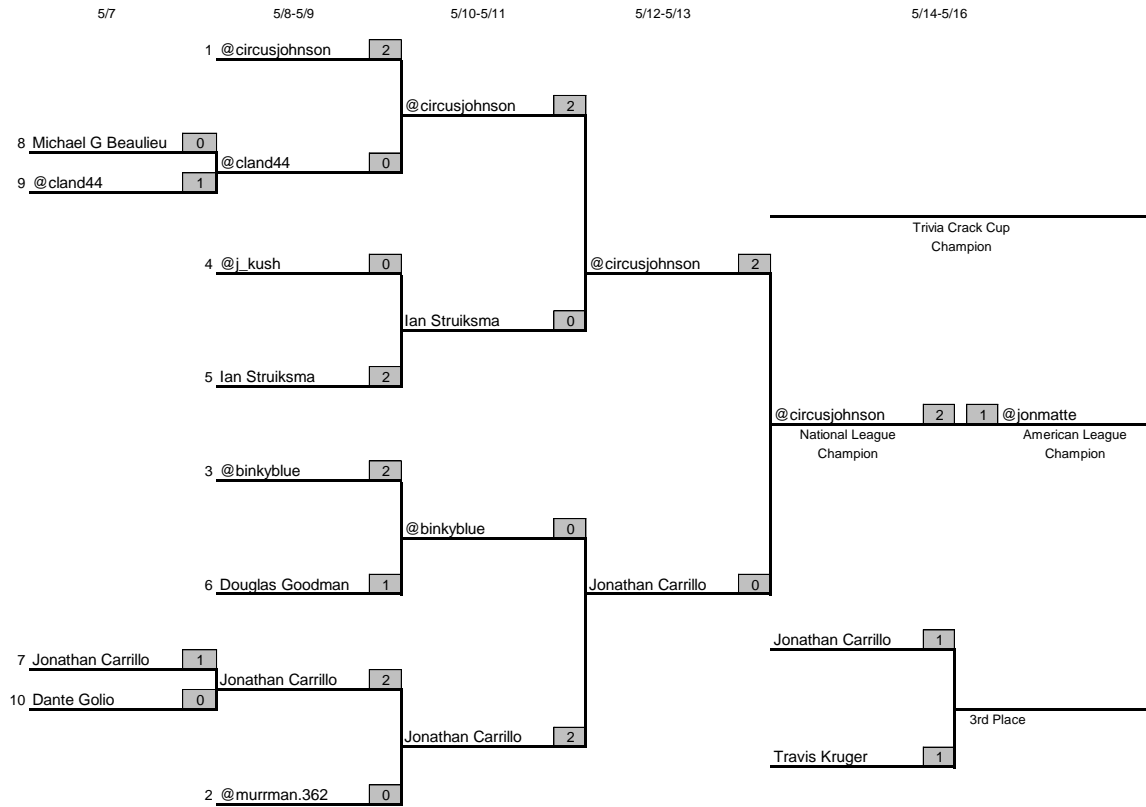 5/7 5/8-5/9 5/10-5/11 5/12-5/13 5/14-5/16
1 @circusjohnson 2
@circusjohnson 2
8 Michael G Beaulieu 0
@cland44 0
9 @cland44 1
Trivia Crack Cup
Champion
4 @j_kush 0
@circusjohnson 2
Ian Struiksma 0
5 Ian Struiksma 2
@circusjohnson 2 1 @jonmatte
National League American League
Champion Champion
3 @binkyblue 2
@binkyblue 0
6 Douglas Goodman 1
Jonathan Carrillo 0
Jonathan Carrillo 1
7 Jonathan Carrillo 1
Jonathan Carrillo 2
10 Dante Golio 0
3rd Place
Jonathan Carrillo 2
Travis Kruger 1
2 @murrman.362 0